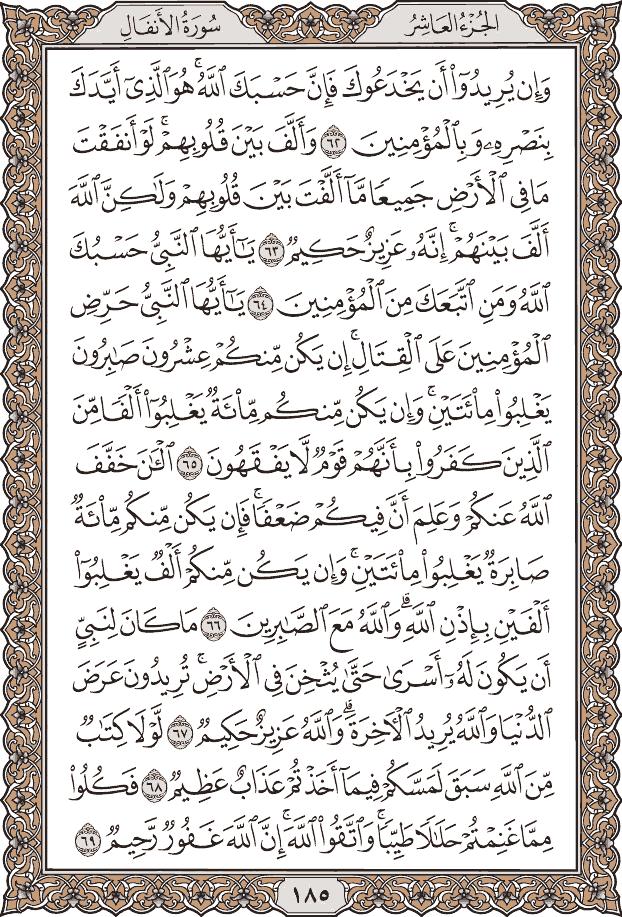 الجُزْءُ العَاشِرُ
سُورَةُ الأَنفَالِ
وَإِن يُرِيدُوٓا۟ أَن يَخْدَعُوكَ فَإِنَّ حَسْبَكَ ٱللَّهُ ۚ هُوَ ٱلَّذِىٓ أَيَّدَكَ
بِنَصْرِهِۦ وَبِٱلْمُؤْمِنِينَ ٦٢ وَأَلَّفَ بَيْنَ قُلُوبِهِمْ ۚ لَوْ أَنفَقْتَ
مَا فِى ٱلْأَرْضِ جَمِيعًا مَّآ أَلَّفْتَ بَيْنَ قُلُوبِهِمْ وَلَـٰكِنَّ ٱللَّهَ
أَلَّفَ بَيْنَهُمْ ۚ إِنَّهُۥ عَزِيزٌ حَكِيمٌ ٦٣ يَـٰٓأَيُّهَا ٱلنَّبِىُّ حَسْبُكَ
ٱللَّهُ وَمَنِ ٱتَّبَعَكَ مِنَ ٱلْمُؤْمِنِينَ ٦٤ يَـٰٓأَيُّهَا ٱلنَّبِىُّ حَرِّضِ
ٱلْمُؤْمِنِينَ عَلَى ٱلْقِتَالِ ۚ إِن يَكُن مِّنكُمْ عِشْرُونَ صَـٰبِرُونَ
يَغْلِبُوا۟ مِا۟ئَتَيْنِ ۚ وَإِن يَكُن مِّنكُم مِّا۟ئَةٌ يَغْلِبُوٓا۟ أَلْفًا مِّنَ
ٱلَّذِينَ كَفَرُوا۟ بِأَنَّهُمْ قَوْمٌ لَّا يَفْقَهُونَ ٦٥ ٱلْـَٔـٰنَ خَفَّفَ
ٱللَّهُ عَنكُمْ وَعَلِمَ أَنَّ فِيكُمْ ضَعْفًا ۚ فَإِن يَكُن مِّنكُم مِّا۟ئَةٌ
صَابِرَةٌ يَغْلِبُوا۟ مِا۟ئَتَيْنِ ۚ وَإِن يَكُن مِّنكُمْ أَلْفٌ يَغْلِبُوٓا۟
أَلْفَيْنِ بِإِذْنِ ٱللَّهِ ۗ وَٱللَّهُ مَعَ ٱلصَّـٰبِرِينَ ٦٦ مَا كَانَ لِنَبِىٍّ
أَن يَكُونَ لَهُۥٓ أَسْرَىٰ حَتَّىٰ يُثْخِنَ فِى ٱلْأَرْضِ ۚ تُرِيدُونَ عَرَضَ
ٱلدُّنْيَا وَٱللَّهُ يُرِيدُ ٱلْـَٔاخِرَةَ ۗ وَٱللَّهُ عَزِيزٌ حَكِيمٌ ٦٧ لَّوْلَا كِتَـٰبٌ
مِّنَ ٱللَّهِ سَبَقَ لَمَسَّكُمْ فِيمَآ أَخَذْتُمْ عَذَابٌ عَظِيمٌ ٦٨ فَكُلُوا۟
مِمَّا غَنِمْتُمْ حَلَـٰلًا طَيِّبًا ۚ وَٱتَّقُوا۟ ٱللَّهَ ۚ إِنَّ ٱللَّهَ غَفُورٌ رَّحِيمٌ ٦٩
١٨٥